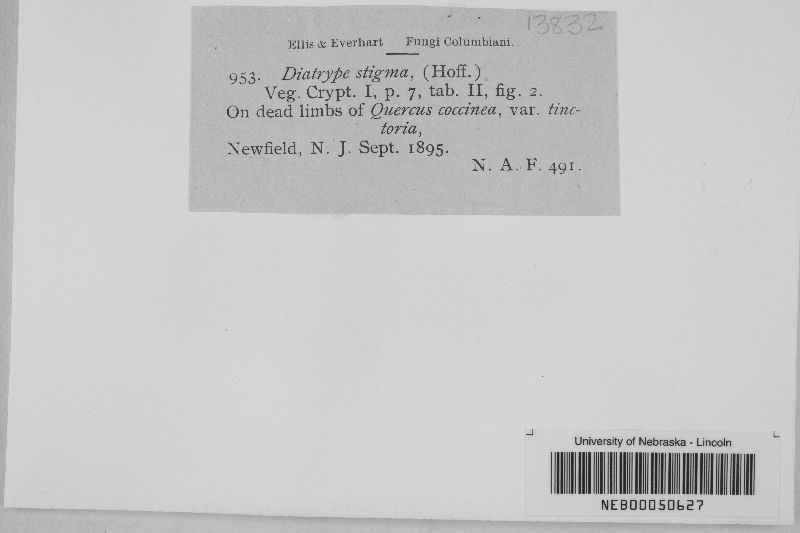 13832
Ellis & Everhart Fungi Columbiani.
953. Diatrype stigma, (Hoff.)
Veg. Crypt. I, p. 7, tab. II, fig. 2.
On dead limbs of Quercus coccinea, var. tinc-
toria,
Newfield, N. J. Sept. 1895.
N. A. F. 491.
University of Nebraska - Lincoln
NEB00050627